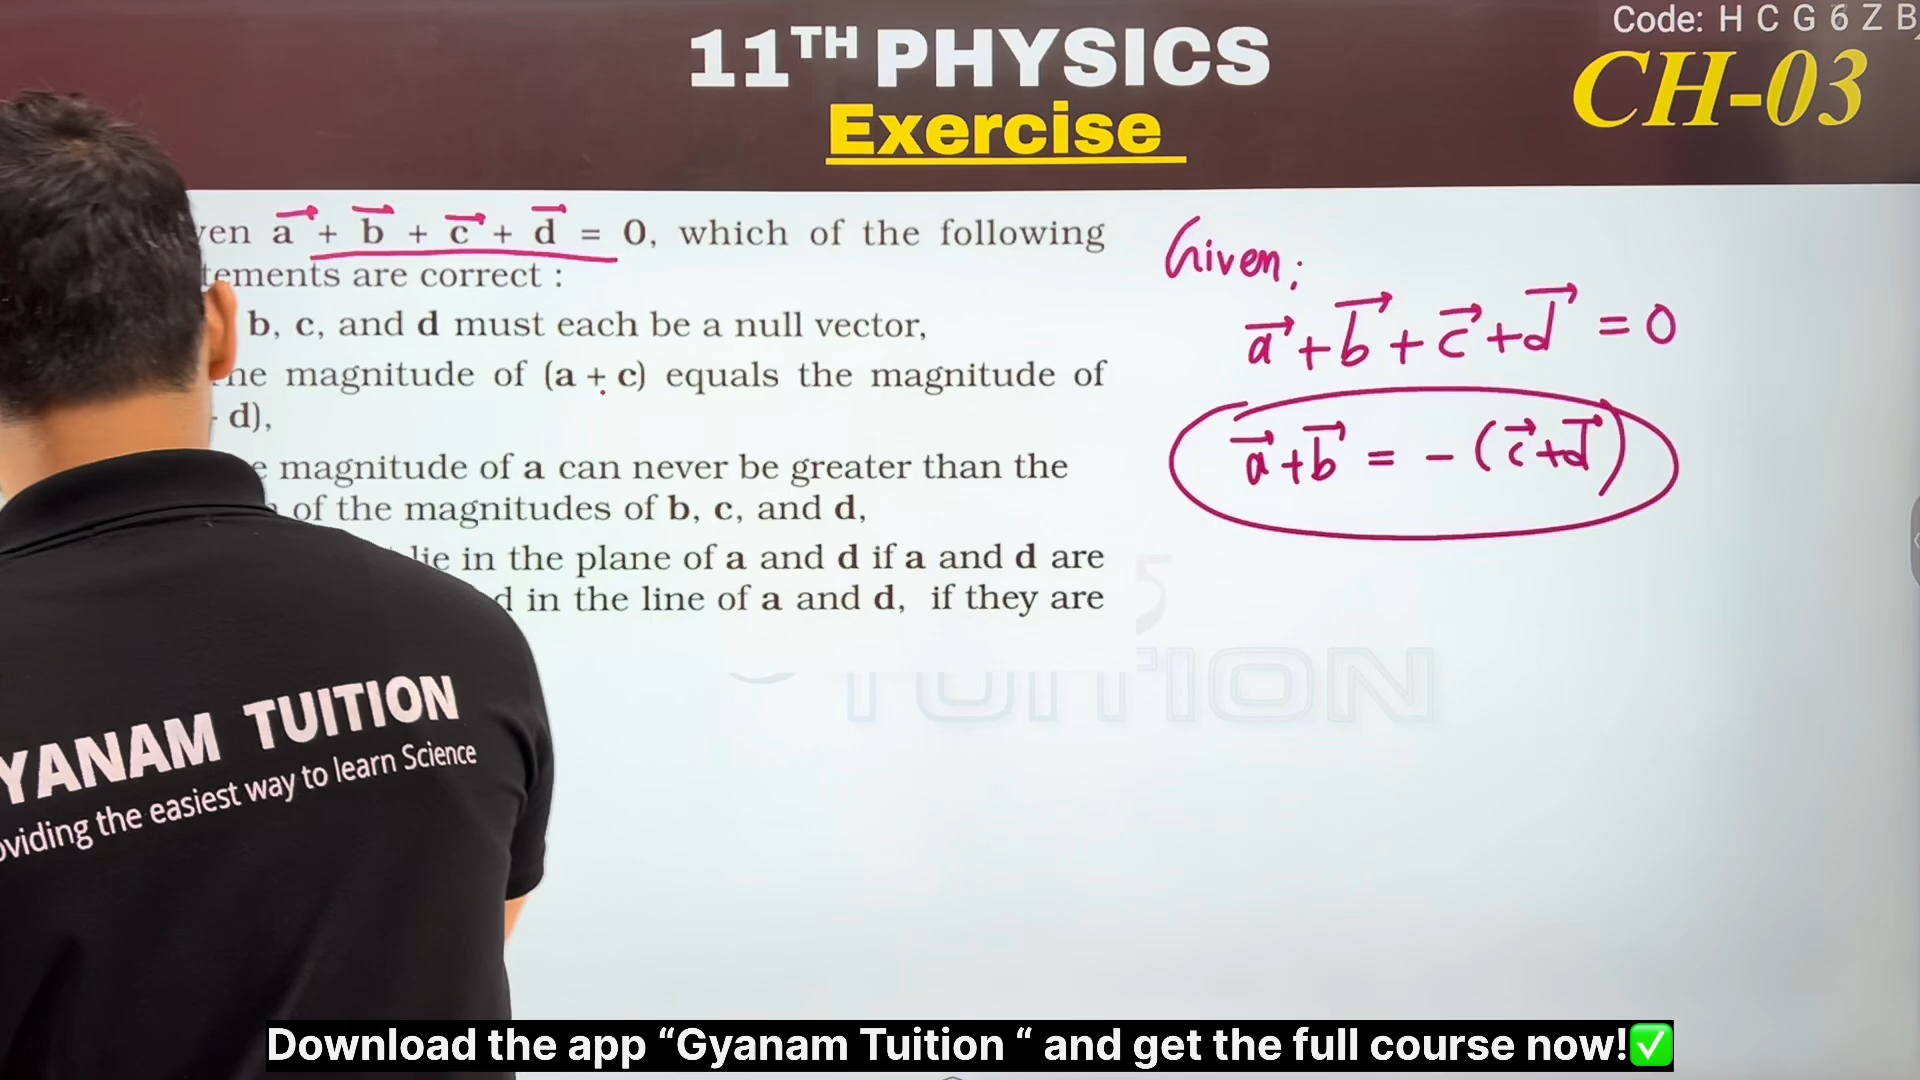 Code: H C G 6 Z B
11TH PHYSICS
CH-03
Exercise
a + b + c + d = 0, which of the following
are correct :
b, c, and d must each be a null vector,
magnitude of (a + c) equals the magnitude of
d),
magnitude of a can never be greater than the
of the magnitudes of b, c, and d,
lie in the plane of a and d if a and d are
in the line of a and d, if they are
Given:
a⃗ + b⃗ + c⃗ + d⃗ = 0
a⃗ + b⃗ = - (c⃗ + d⃗)
TUITION
YANAM TUITION
oviding the easiest way to learn Science
Download the app “Gyanam Tuition “ and get the full course now!✅